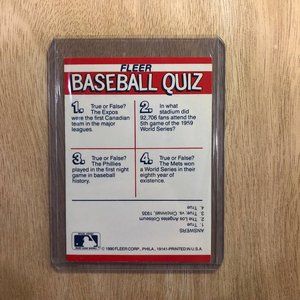 FLEER
BASEBALL QUIZ
1. True or False?
The Expos
were the first Canadian
team in the major
leagues.
2. In what
stadium did
92,706 fans attend the
5th game of the 1959
World Series?
3. True or False?
The Phillies
played in the first night
game in baseball
history.
4. True or False?
The Mets won
a World Series in their
eighth year of
existence.
ANSWERS
1. True
2. The Los Angeles Coliseum
3. True, vs. Cincinnati 1935
4. True
© 1990 FLEER CORP., PHILA., 19141-PRINTED IN U.S.A.